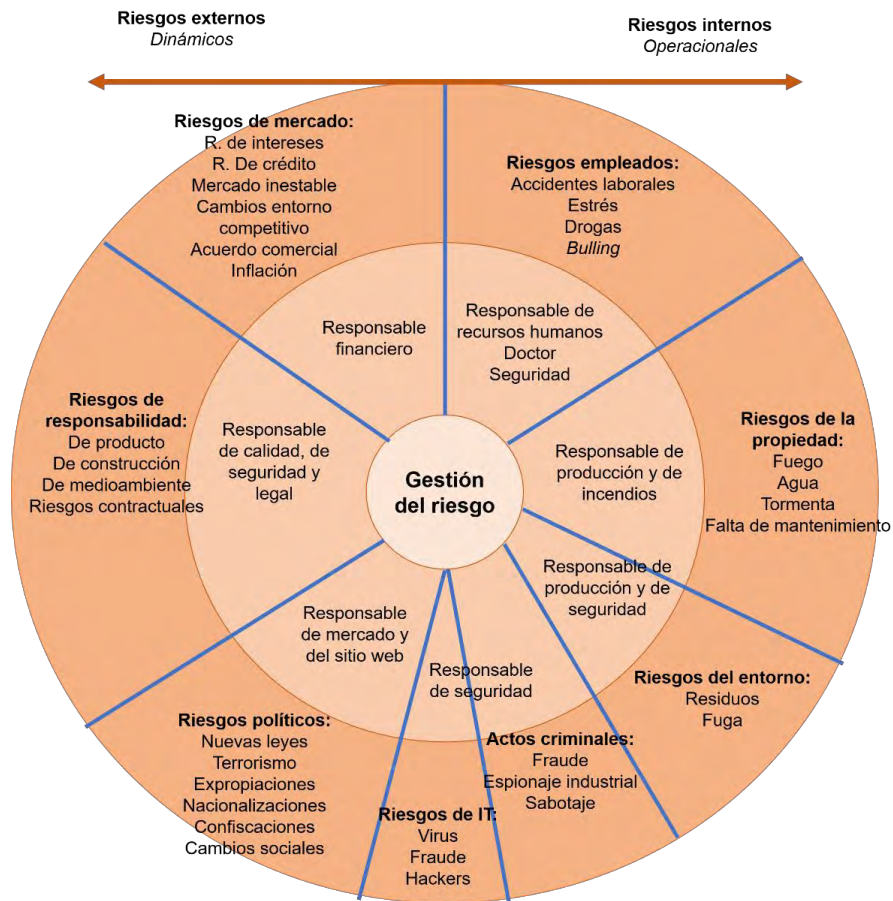 Riesgos externos
Dinámicos
Riesgos internos
Operacionales
Riesgos de mercado:
R. de intereses
R. De crédito
Mercado inestable
Cambios entorno
competitivo
Acuerdo comercial
Inflación
Riesgos empleados:
Accidentes laborales
Estrés
Drogas
Bulling
Responsable
financiero
Responsable de
recursos humanos
Doctor
Seguridad
Riesgos de
responsabilidad:
De producto
De construcción
De medioambiente
Riesgos contractuales
Responsable
de calidad, de
seguridad y
legal
Gestión
del riesgo
Responsable de
producción y de
incendios
Riesgos de la
propiedad:
Fuego
Agua
Tormenta
Falta de mantenimiento
Responsable de
producción y de
seguridad
Responsable
de mercado y
del sitio web
Responsable
de seguridad
Riesgos del entorno:
Residuos
Fuga
Riesgos políticos:
Nuevas leyes
Terrorismo
Expropiaciones
Nacionalizaciones
Confiscaciones
Cambios sociales
Actos criminales:
Fraude
Espionaje industrial
Sabotaje
Riesgos de IT:
Virus
Fraude
Hackers